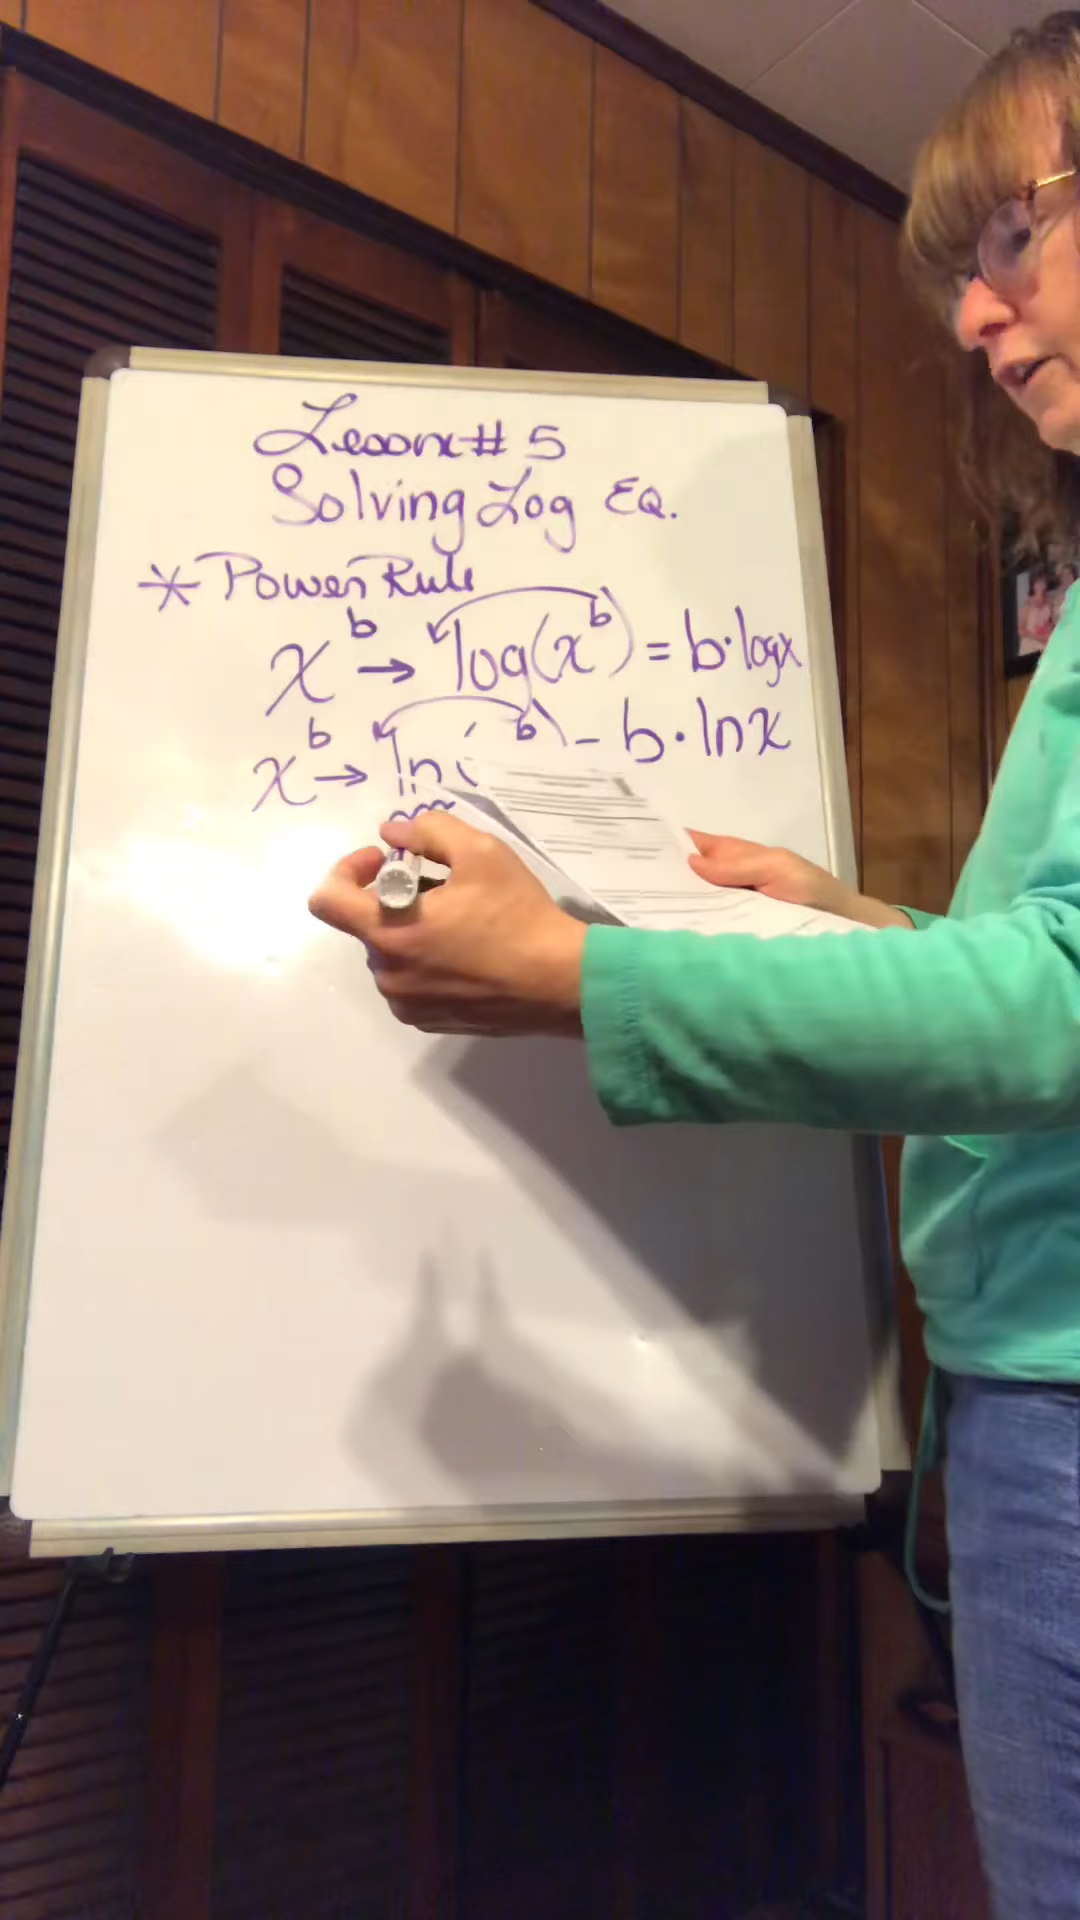 Lesson # 5
Solving Log EQ.
* Power Rule
x^b → log(x^b) = b·logx
x^b → ln( b) = b·lnx